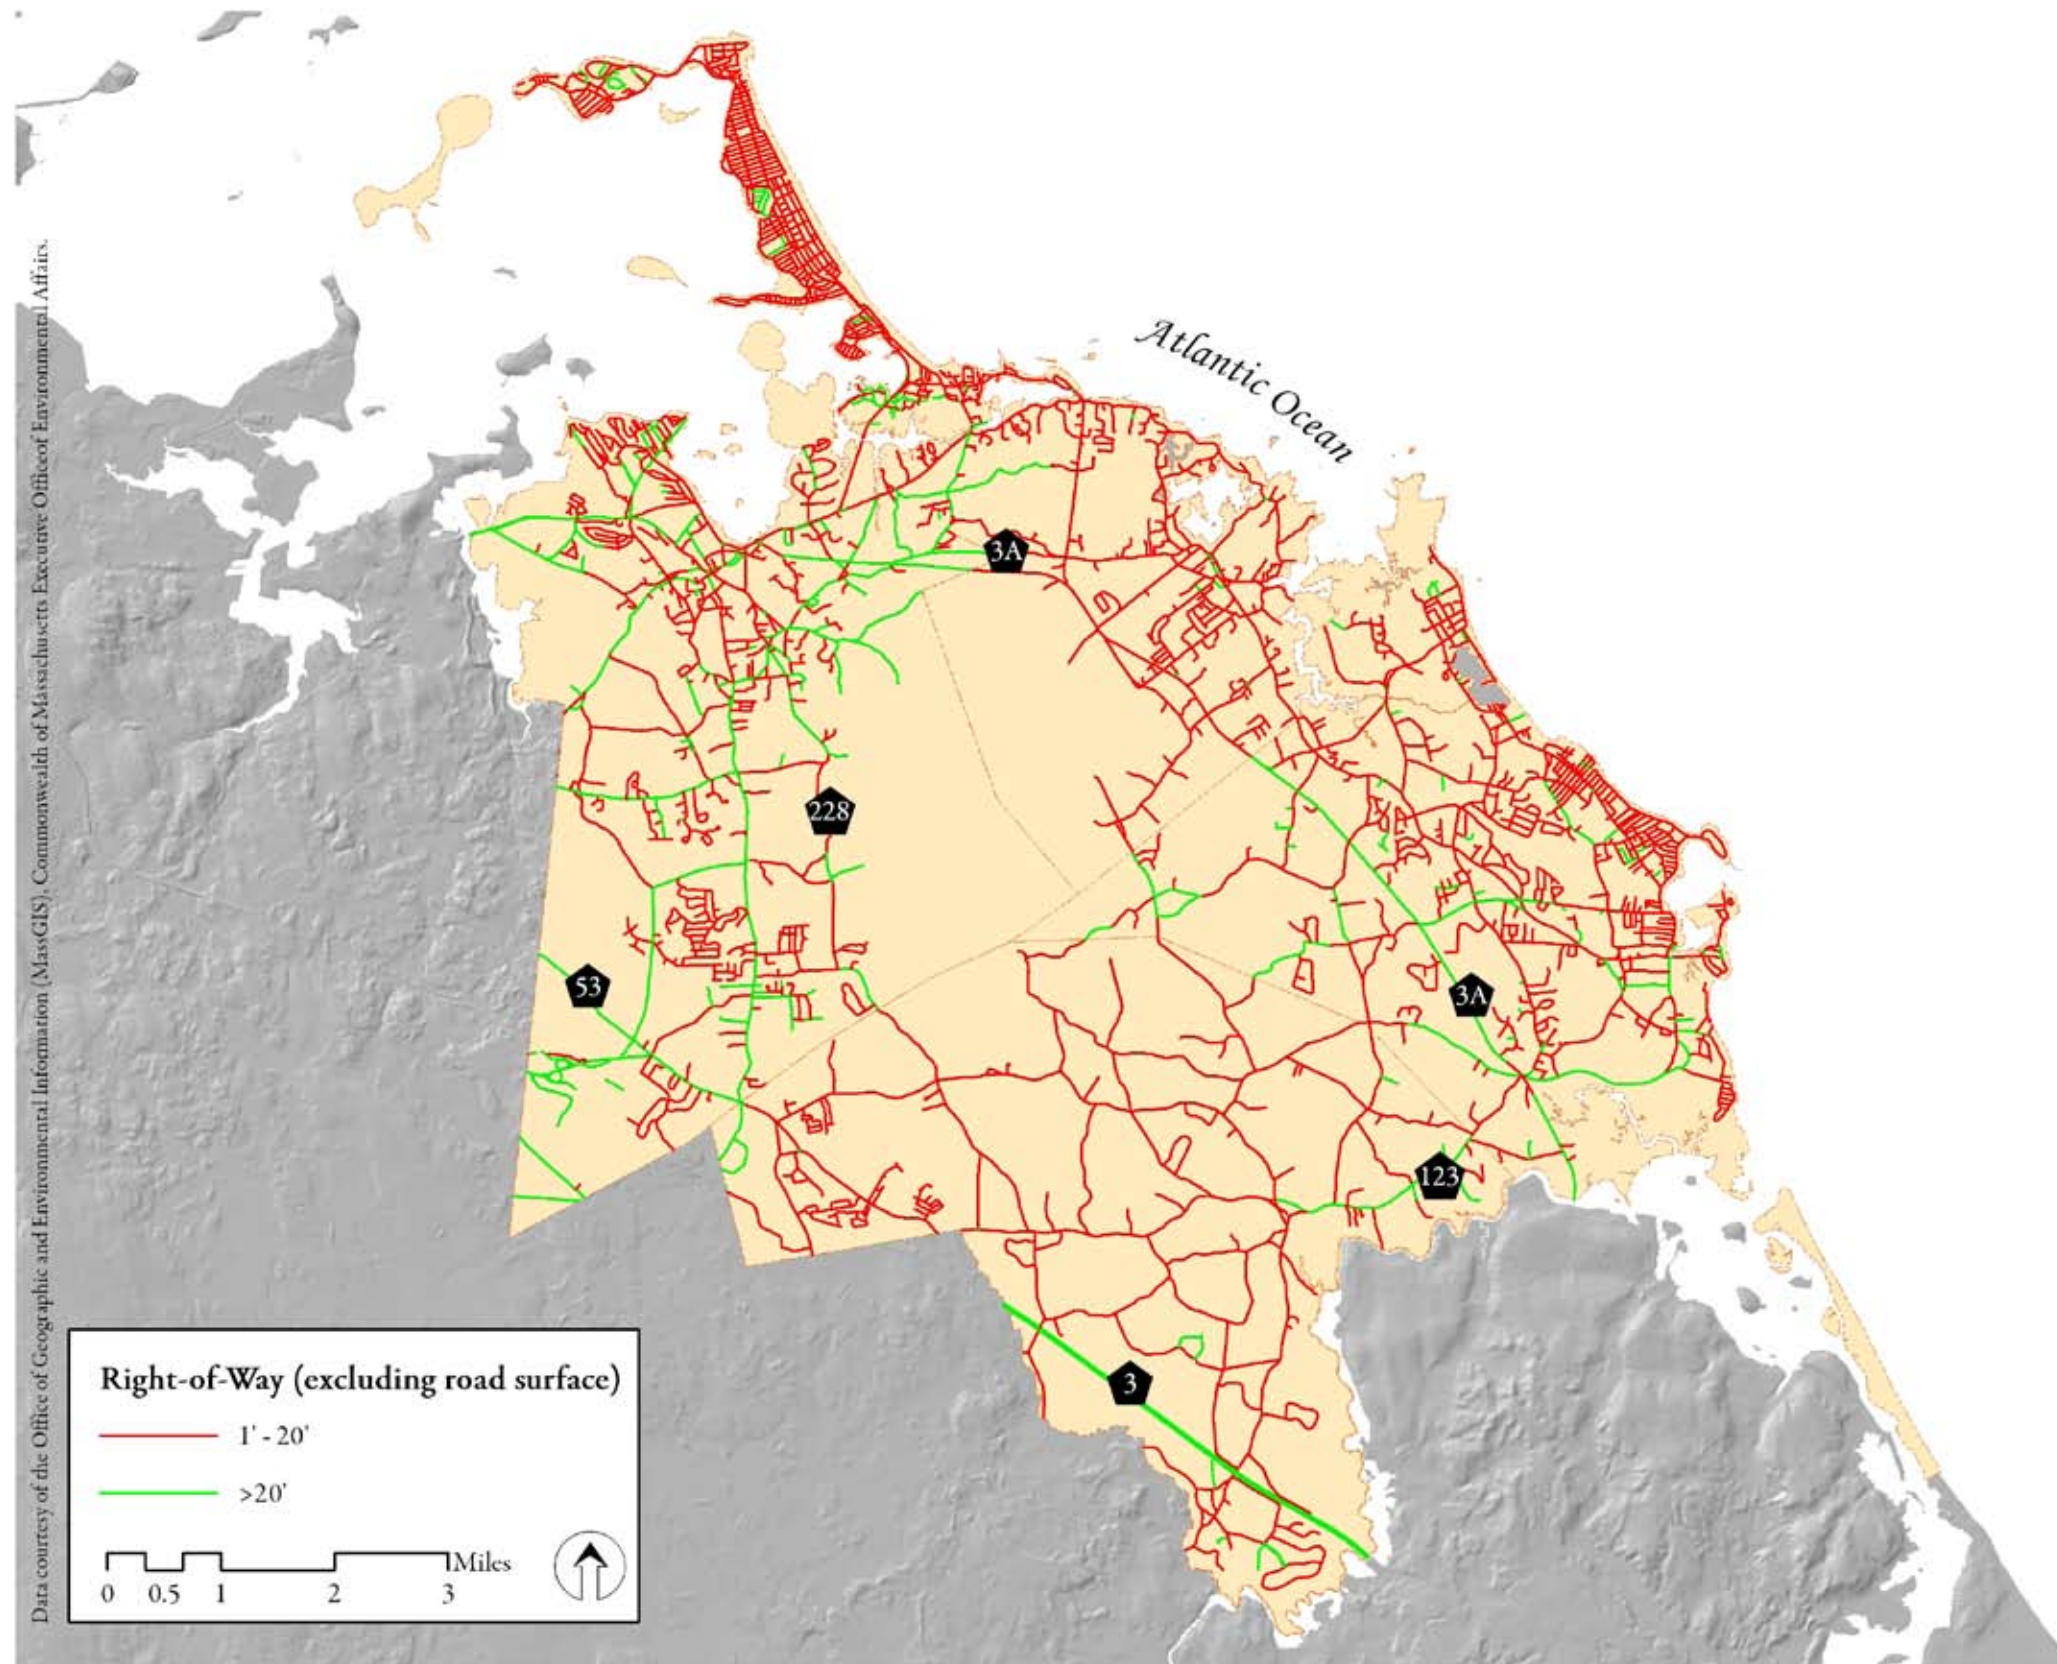 Atlantic Ocean
3A
228
53
3A
123
3
Right-of-Way (excluding road surface)
1' - 20'
>20'
Miles
0 0.5 1 2 3
Data courtesy of the Office of Geographic and Environmental Information (MassGIS), Commonwealth of Massachusetts Executive Officeof Environmental Affairs.